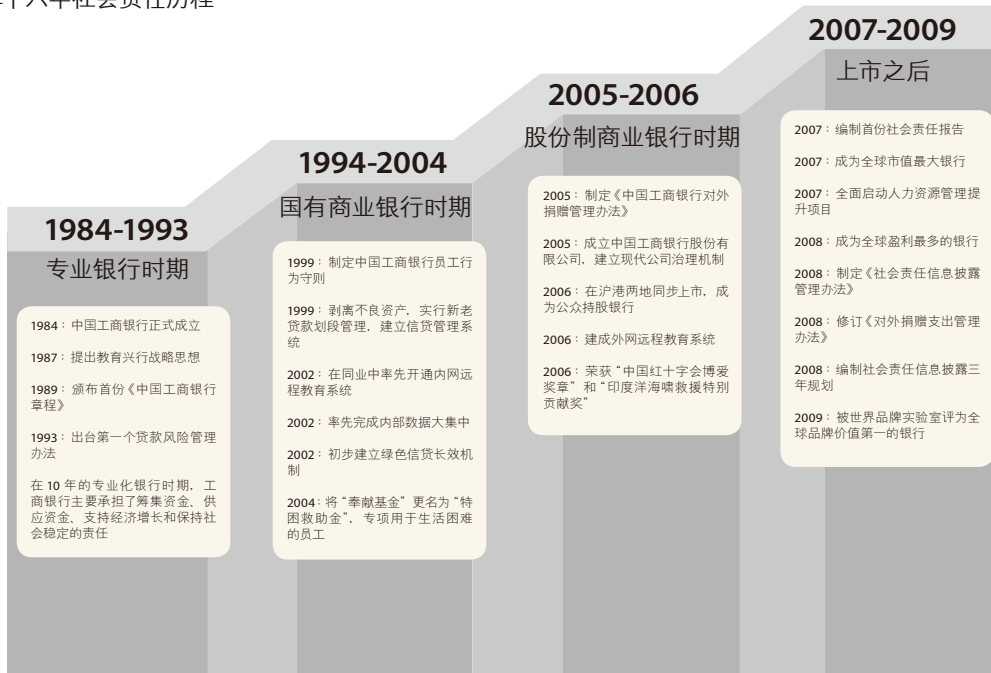 十六年社会责任历程
1984-1993
专业银行时期
1984：中国工商银行正式成立
1987：提出教育兴行战略思想
1989：颁布首份《中国工商银行
章程》
1993：出台第一个贷款风险管理
办法
在 10 年的专业化银行时期，工
商银行主要承担了筹集资金、供
应资金、支持经济增长和保持社
会稳定的责任
1994-2004
国有商业银行时期
1999：制定中国工商银行员工行
为守则
1999：剥离不良资产，实行新老
贷款划段管理，建立信贷管理系
统
2002：在同业中率先开通内网远
程教育系统
2002：率先完成内部数据大集中
2002：初步建立绿色信贷长效机
制
2004：将“奉献基金”更名为“特
困救助金”，专项用于生活困难
的员工
2005-2006
股份制商业银行时期
2005：制定《中国工商银行对外
捐赠管理办法》
2005：成立中国工商银行股份有
限公司，建立现代公司治理机制
2006：在沪港两地同步上市，成
为公众持股银行
2006：建成外网远程教育系统
2006：荣获“中国红十字会博爱
奖章”和“印度洋海啸救援特别
贡献奖”
2007-2009
上市之后
2007：编制首份社会责任报告
2007：成为全球市值最大银行
2007：全面启动人力资源管理提
升项目
2008：成为全球盈利最多的银行
2008：制定《社会责任信息披露
管理办法》
2008：修订《对外捐赠支出管理
办法》
2008：编制社会责任信息披露三
年规划
2009：被世界品牌实验室评为全
球品牌价值第一的银行